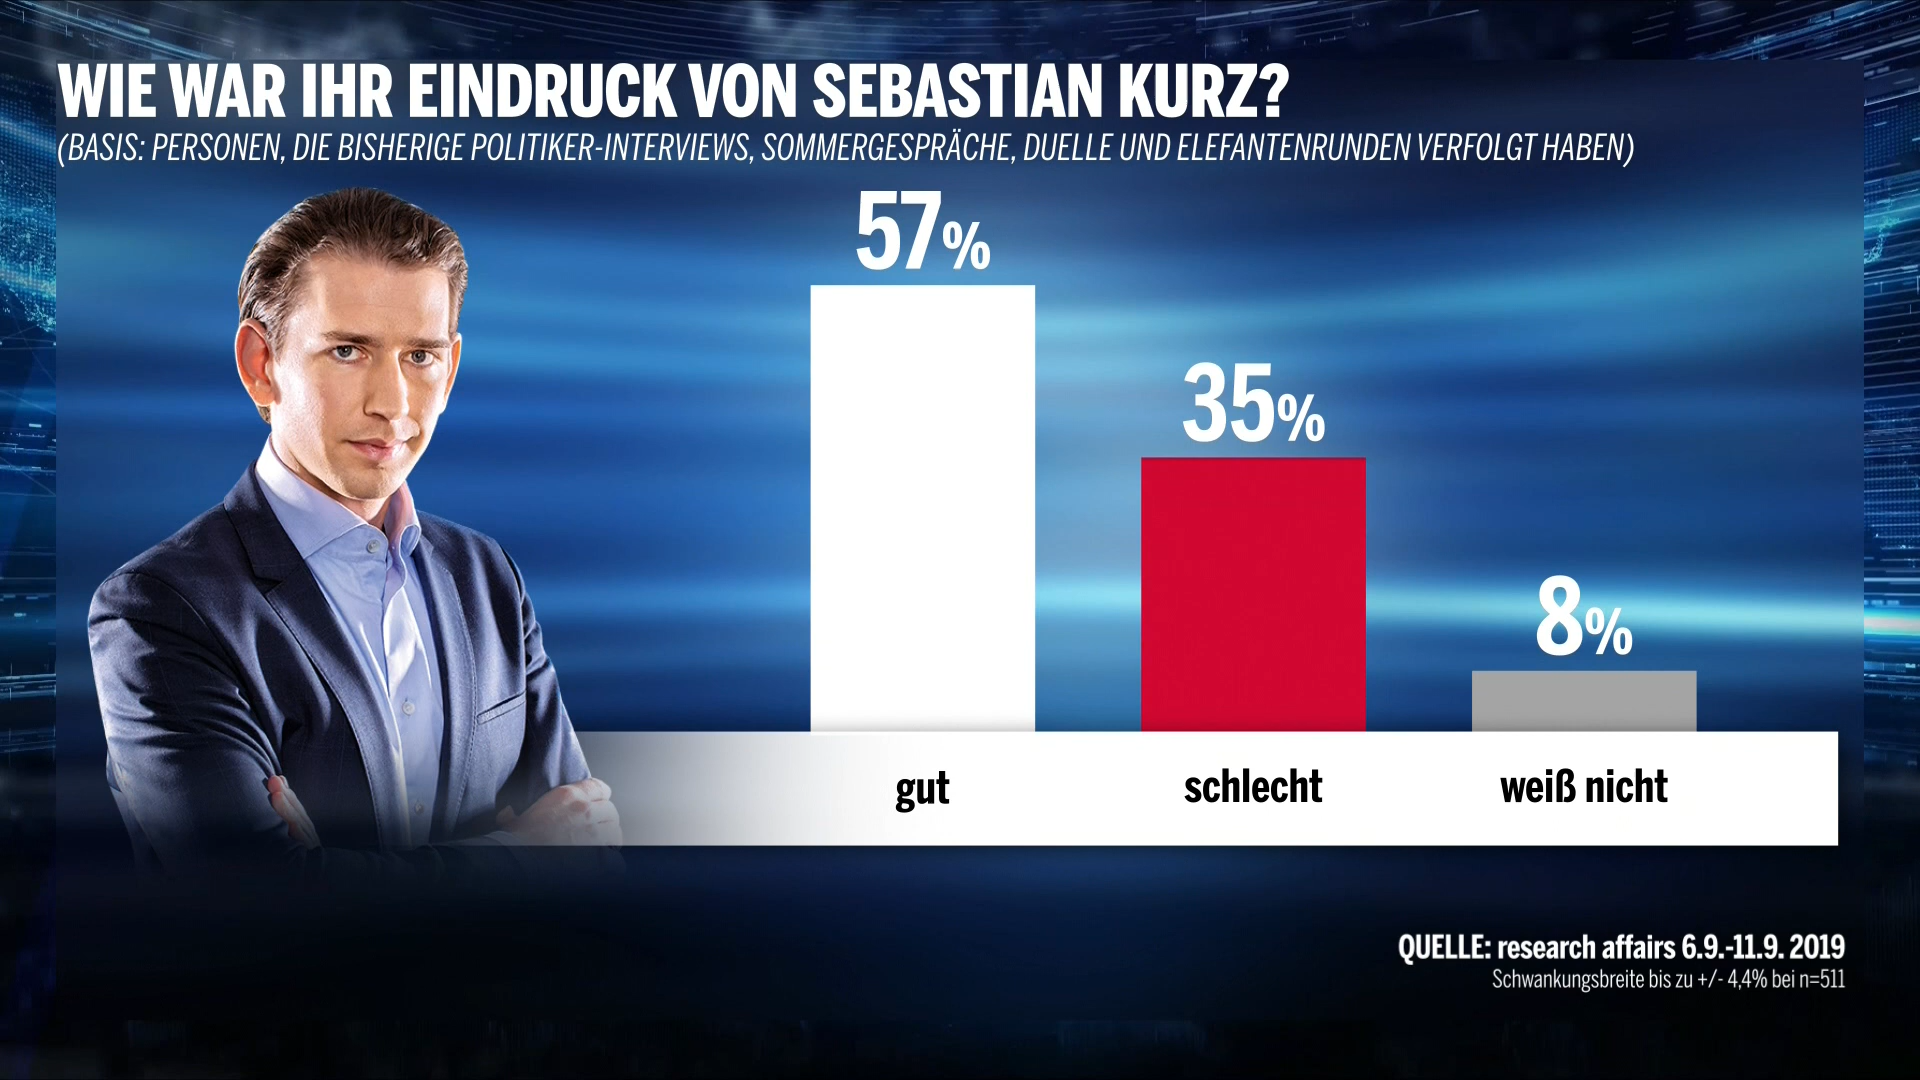 WIE WAR IHR EINDRUCK VON SEBASTIAN KURZ?
(BASIS: PERSONEN, DIE BISHERIGE POLITIKER-INTERVIEWS, SOMMERGESPRÄCHE, DUELLE UND ELEFANTENRUNDEN VERFOLGT HABEN)
57%
35%
8%
gut
schlecht
weiß nicht
QUELLE: research affairs 6.9.-11.9. 2019
Schwankungsbreite bis zu +/- 4,4% bei n=511